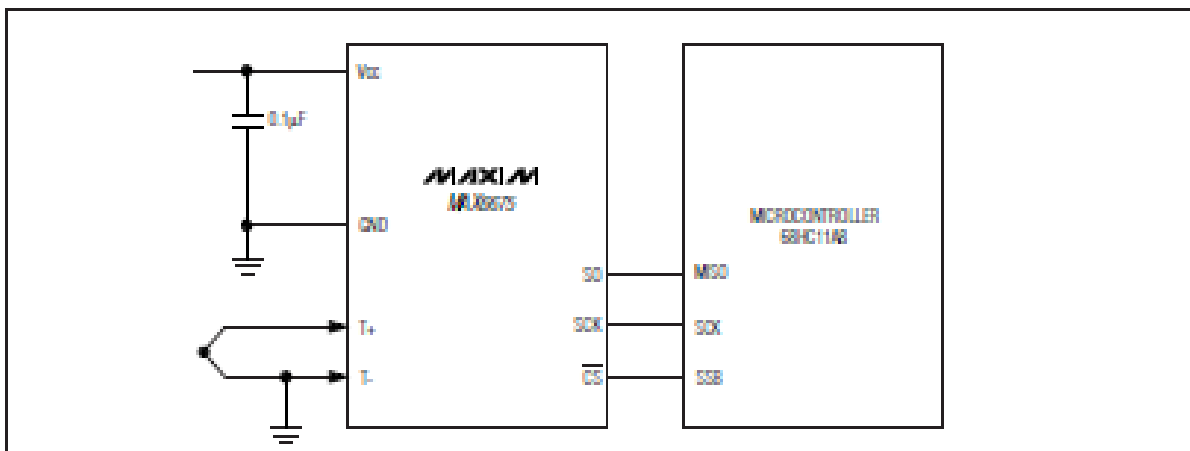 Vcc
0.1µF
MAXIM
MAX6675
GND
MICROCONTROLLER
68HC11A8
SO
MISO
SCK
SCK
T+
T-
CS
SSB